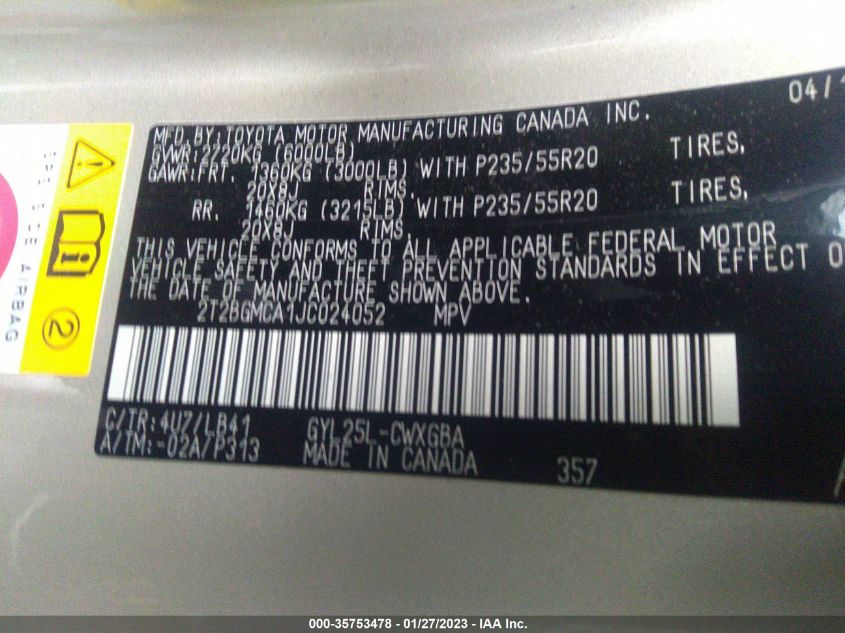 04/1
MFD. BY: TOYOTA MOTOR MANUFACTURING CANADA INC.
GVWR: 2720KG (6000LB)
GAWR: FRT. 1360KG (3000LB) WITH P235/55R20 TIRES,
20X8J RIMS,
RR. 1460KG (3215LB) WITH P235/55R20 TIRES,
20X8J RIMS.
THIS VEHICLE CONFORMS TO ALL APPLICABLE FEDERAL MOTOR
VEHICLE SAFETY AND THEFT PREVENTION STANDARDS IN EFFECT O
THE DATE OF MANUFACTURE SHOWN ABOVE.
2T2BGMCA1JC024052 MPV
C/TR: 4U7/LB41 GYL25L-CWXGBA
A/TM: -02A/P313 MADE IN CANADA 357
SRS SIDE AIRBAG
2
000-35753478 - 01/27/2023 - IAA Inc.